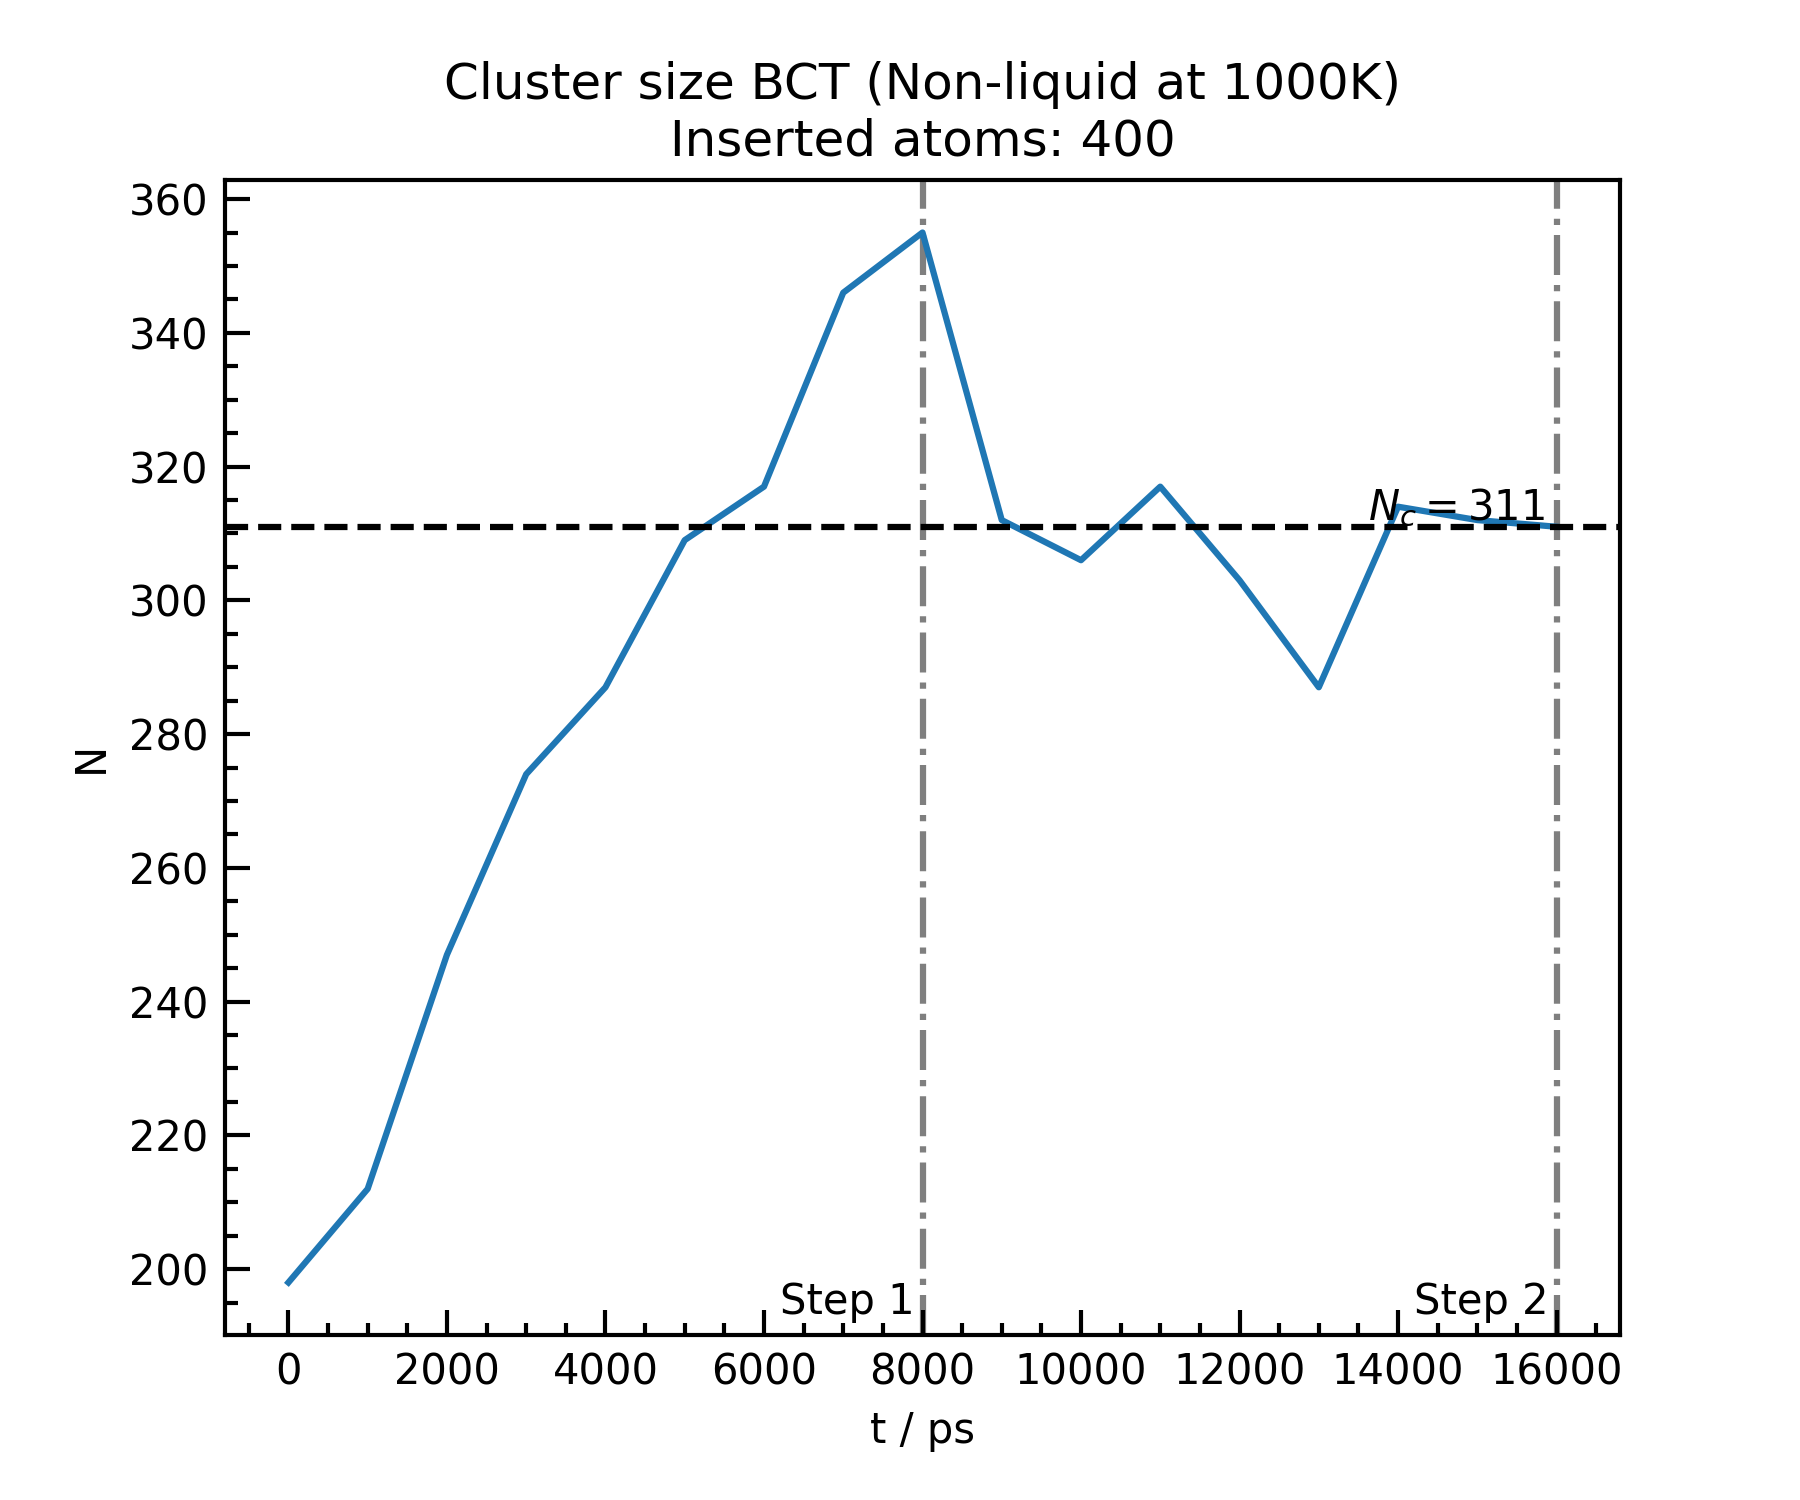 Cluster size BCT (Non-liquid at 1000K)
Inserted atoms: 400
360
340
320
300
280
260
240
220
200
N
N_c = 311
Step 1
Step 2
0 2000 4000 6000 8000 10000 12000 14000 16000
t / ps